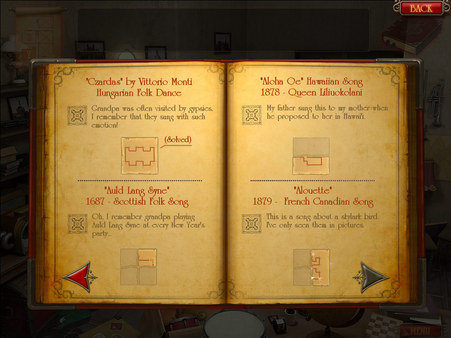 BACK
"Czardas" by Vittorio Monti
Hungarian Folk Dance
Grandpa was often visited by gypsies,
I remember that they sang with such
emotion!
(Solved)
"Auld Lang Syne"
1687 - Scottish Folk Song
Oh, I remember grandpa playing
Auld Lang Syne at every New Year's
party...
"Aloha Oe" Hawaiian Song
1878 - Queen Liliuokolani
My father sang this to my mother when
he proposed to her in Hawaii.
"Alouette"
1879 - French Canadian Song
This is a song about a skylark bird.
I've only seen them in pictures.
MENU